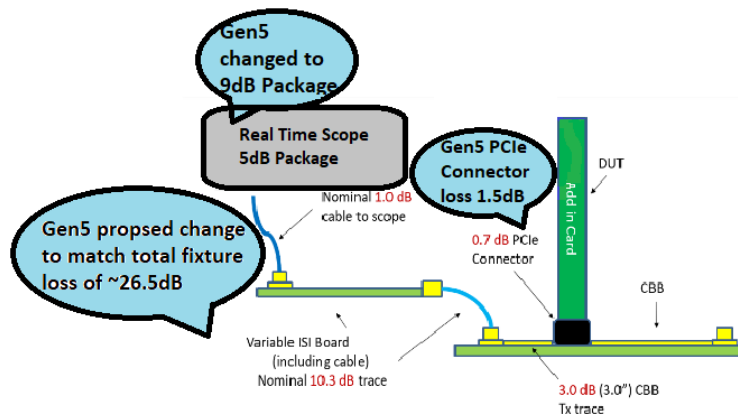 Gen5
changed to
9dB Package
Real Time Scope
5dB Package
Gen5 PCIe
Connector
loss 1.5dB
DUT
Add in Card
Nominal 1.0 dB
cable to scope
0.7 dB PCIe
Connector
Gen5 propsed change
to match total fixture
loss of ~26.5dB
CBB
Variable ISI Board
(including cable)
Nominal 10.3 dB trace
3.0 dB (3.0”) CBB
Tx trace